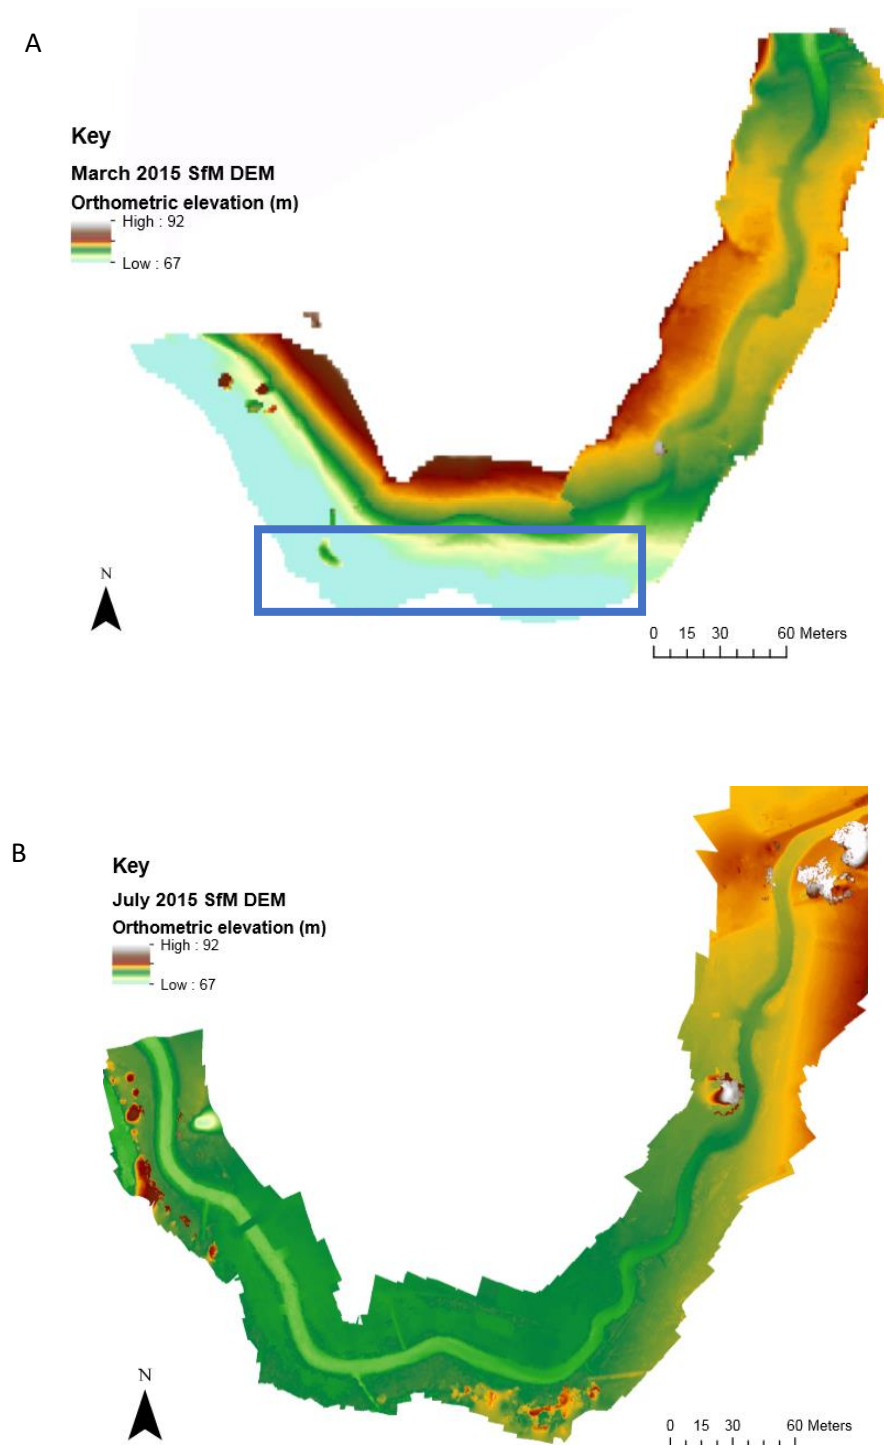 A
Key
March 2015 SfM DEM
Orthometric elevation (m)
High : 92
Low : 67
N
0 15 30 60 Meters
B
Key
July 2015 SfM DEM
Orthometric elevation (m)
High : 92
Low : 67
N
0 15 30 60 Meters